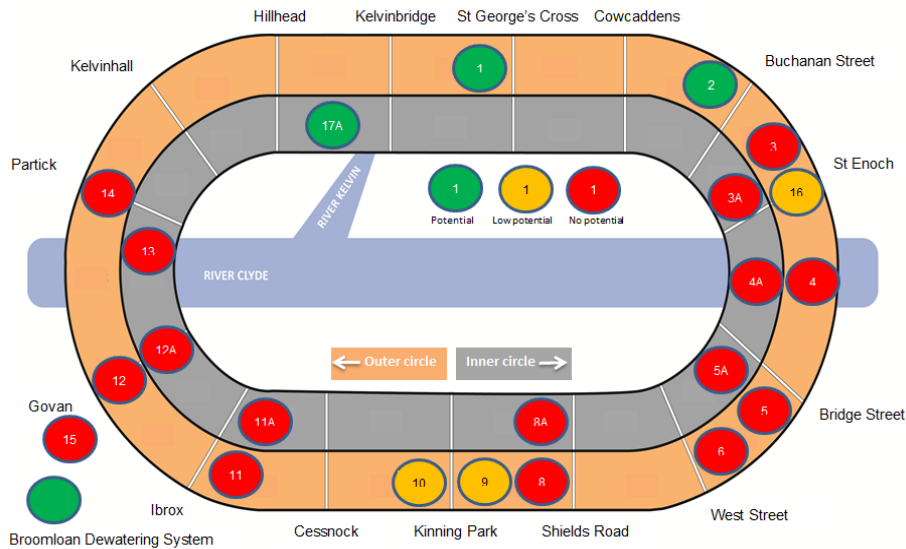 Hillhead
Kelvinbridge
St George's Cross
Cowcaddens
Buchanan Street
Kelvinhall
1
2
17A
3
St Enoch
Partick
14
3A
16
1
1
1
Potential
Low potential
No potential
RIVER KELVIN
13
RIVER CLYDE
4A
4
12A
Outer circle
Inner circle
12
5A
Govan
5
Bridge Street
15
11A
8A
6
11
10
9
8
Ibrox
West Street
Cessnock
Kinning Park
Shields Road
Broomloan Dewatering System